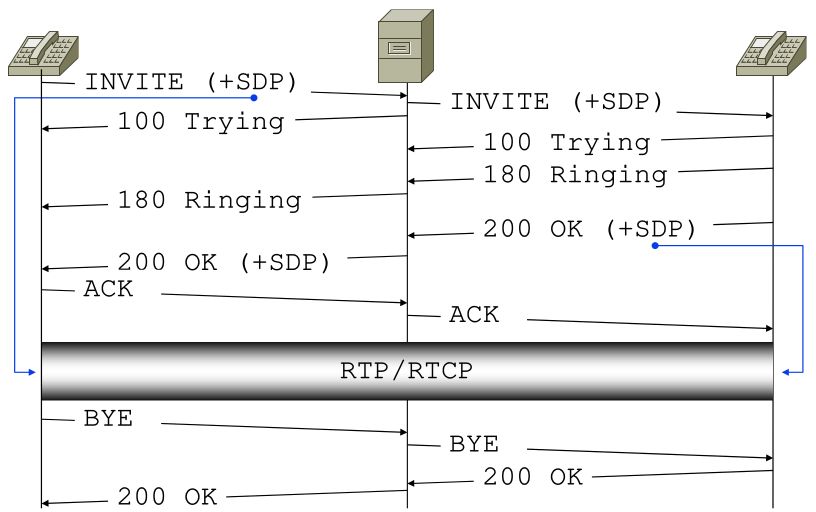 INVITE (+SDP)
INVITE (+SDP)
100 Trying
100 Trying
180 Ringing
180 Ringing
200 OK (+SDP)
200 OK (+SDP)
ACK
ACK
RTP/RTCP
BYE
BYE
200 OK
200 OK